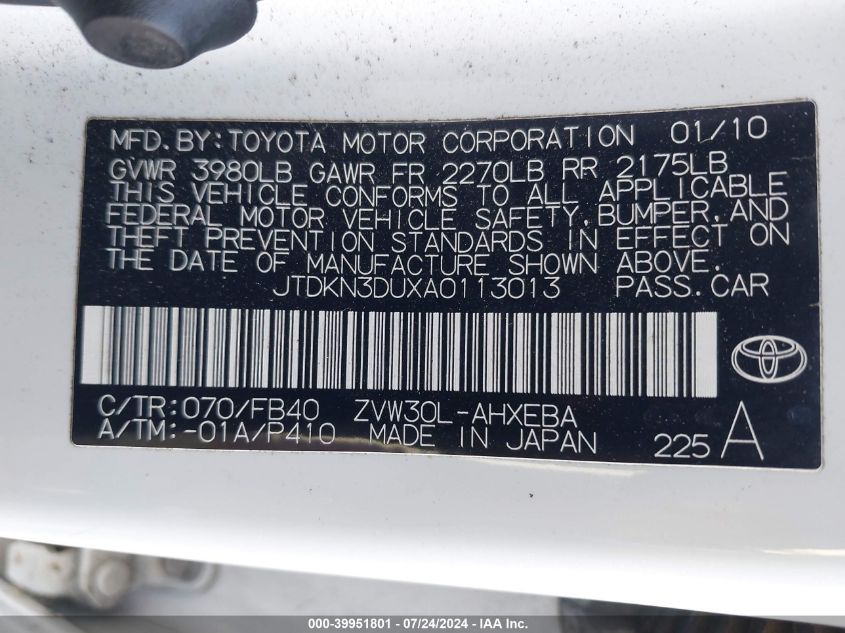 MFD.BY:TOYOTA MOTOR CORPORATION 01/10
GVWR 3980LB GAWR FR 2270LB RR 2175LB
THIS VEHICLE CONFORMS TO ALL APPLICABLE
FEDERAL MOTOR VEHICLE SAFETY,BUMPER,AND
THEFT PREVENTION STANDARDS IN EFFECT ON
THE DATE OF MANUFACTURE SHOWN ABOVE.
JTDKN3DUXA0113013 PASS.CAR
C/TR:070/FB40 ZVW30L-AHXEBA
A/TM:-01A/P410 MADE IN JAPAN 225 A
000-39951801 - 07/24/2024 - IAA, Inc.